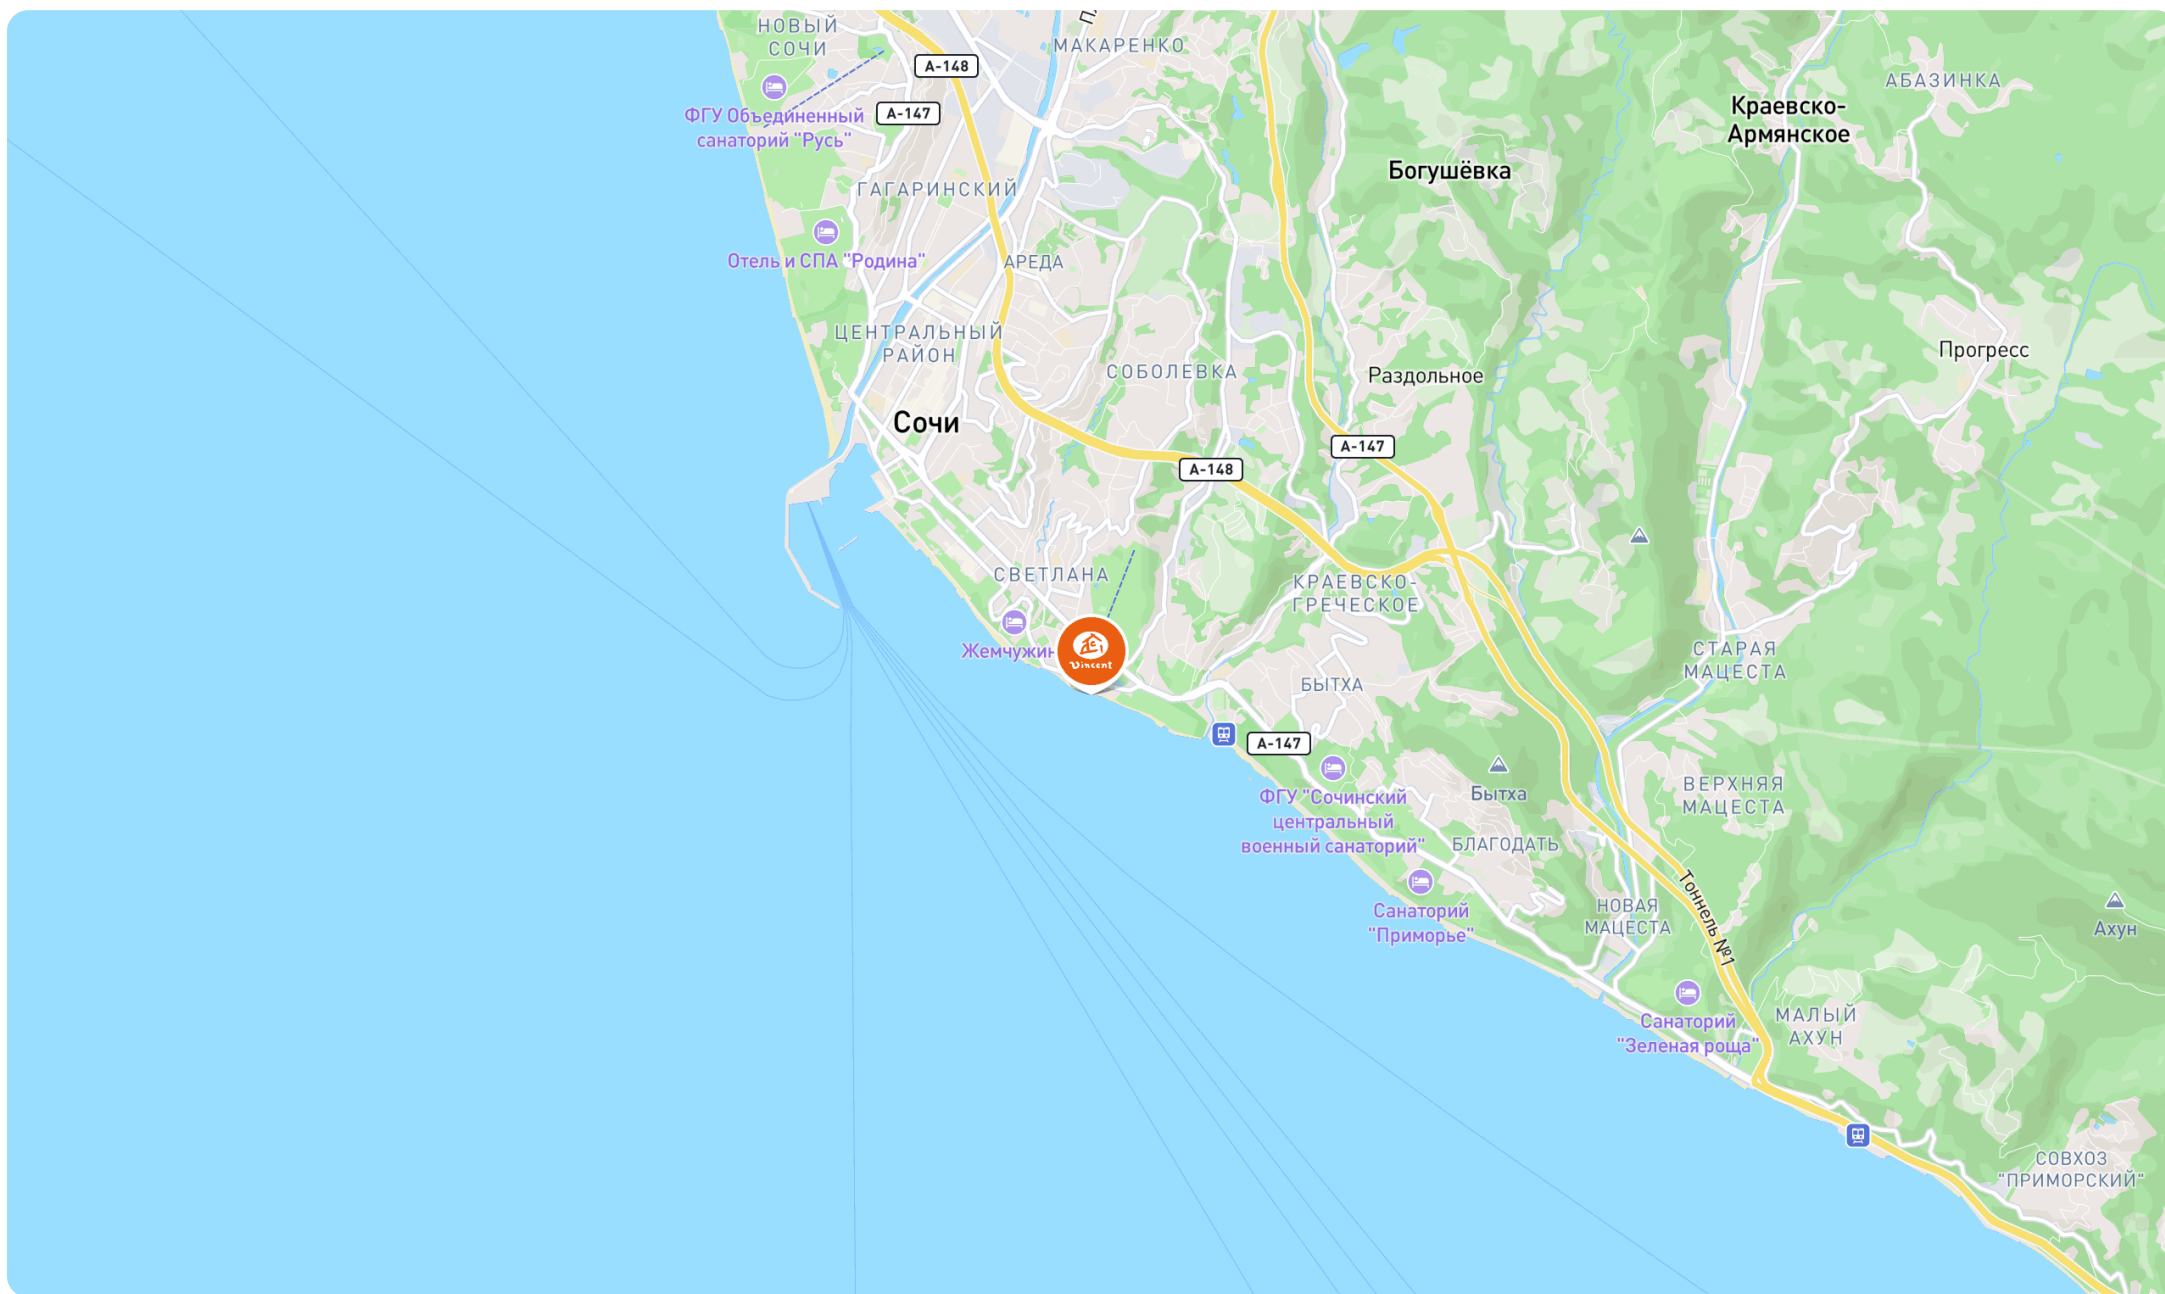 НОВЫЙ
СОЧИ
МАКАРЕНКО
А-148
АБАЗИНКА
ФГУ Объединенный
санаторий "Русь"
А-147
Краевско-
Армянское
Богушёвка
ГАГАРИНСКИЙ
Отель и СПА "Родина"
АРЕДА
ЦЕНТРАЛЬНЫЙ
РАЙОН
СОБОЛЕВКА
Раздольное
Прогресс
Сочи
А-148
А-147
СВЕТЛАНА
КРАЕВСКО-
ГРЕЧЕСКОЕ
Жемчужин
Vincent
СТАРАЯ
МАЦЕСТА
БЫТХА
А-147
ФГУ "Сочинский
центральный
военный санаторий"
Бытха
ВЕРХНЯЯ
МАЦЕСТА
БЛАГОДАТЬ
Тоннель №1
Санаторий
"Приморье"
НОВАЯ
МАЦЕСТА
Ахун
Санаторий
"Зеленая роща"
МАЛЫЙ
АХУН
СОВХОЗ
"ПРИМОРСКИЙ"